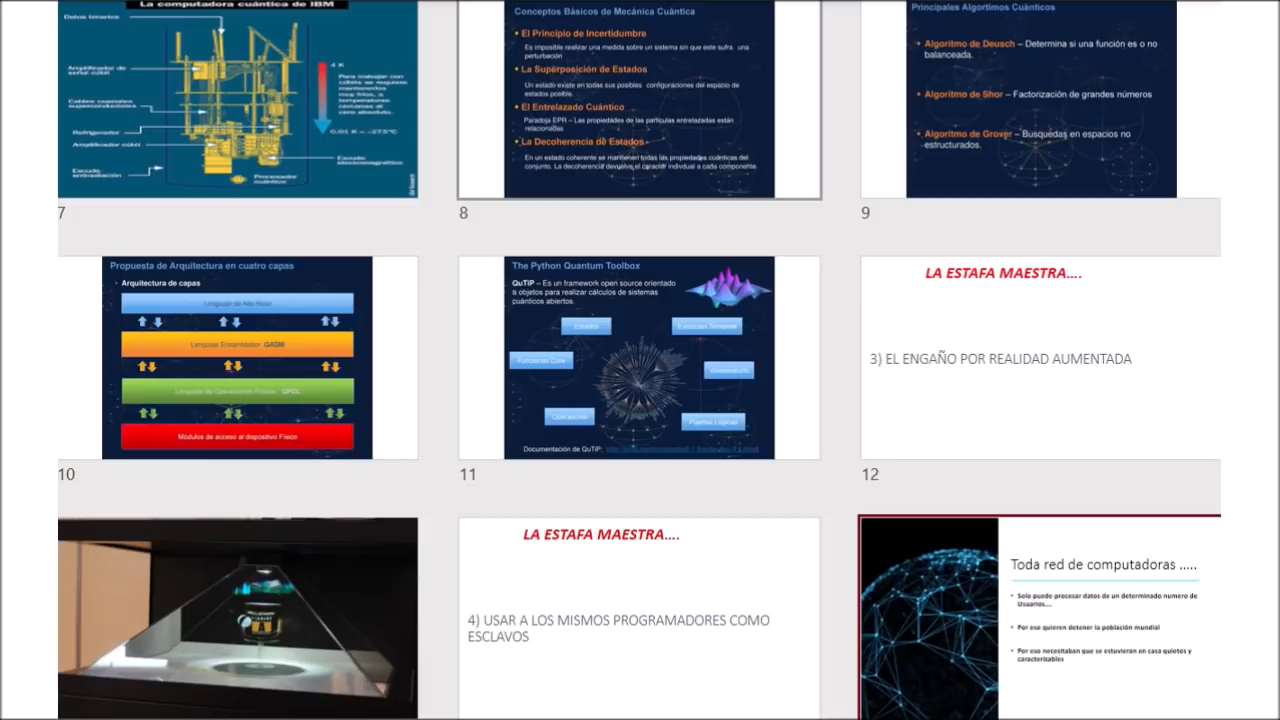 La computadora cuántica de IBM
Datos binarios
Amplificador de
señal cúbit
Cables coaxiales
superconductores
Refrigerador
Amplificador cúbit
Escudo
antirradiación
4 K
Para trabajar con
cúbits se requiere
mantenerlos
muy fríos, a
temperaturas
cercanas al
cero absoluto.
0.01 K = -273°C
Escudo
electromagnético
Procesador
cuántico
7
Conceptos Básicos de Mecánica Cuántica
• El Principio de Incertidumbre
Es imposible realizar una medida sobre un sistema sin que este sufra una
perturbación
• La Superposición de Estados
Un estado existe en todas sus posibles configuraciones del espacio de
estados posible.
• El Entrelazado Cuántico
Paradoja EPR – Las propiedades de las partículas entrelazadas están
relacionadas
• La Decoherencia de Estados
En un estado coherente se mantienen todas las propiedades cuánticas del
conjunto. La decoherencia devuelve el carácter individual a cada componente
8
Principales Algortimos Cuánticos
• Algoritmo de Deusch – Determina si una función es o no
balanceada.
• Algoritmo de Shor – Factorización de grandes números
• Algoritmo de Grover – Busquedas en espacios no
estructurados.
9
Propuesta de Arquitectura en cuatro capas
• Arquitectura de capas
Lenguaje de Alto Nivel
Lenguaje Ensamblador QASM
Lenguaje de Operaciones Físicas QPOL
Módulos de acceso al dispositivo Físico
10
The Python Quantum Toolbox
QuTiP – Es un framework open source orientado
a objetos para realizar cálculos de sistemas
cuánticos abiertos.
Estados
Evolución Temporal
Funciones Core
Operadores
Puertas Lógicas
Documentación de QuTiP:
11
LA ESTAFA MAESTRA....
3) EL ENGAÑO POR REALIDAD AUMENTADA
12
LA ESTAFA MAESTRA....
4) USAR A LOS MISMOS PROGRAMADORES COMO
ESCLAVOS
Toda red de computadoras .....
• Solo puede procesar datos de un determinado numero de
Usuarios....
• Por eso quieren detener la población mundial
• Por eso necesitaban que se estuvieran en casa quietos y
caracterizables